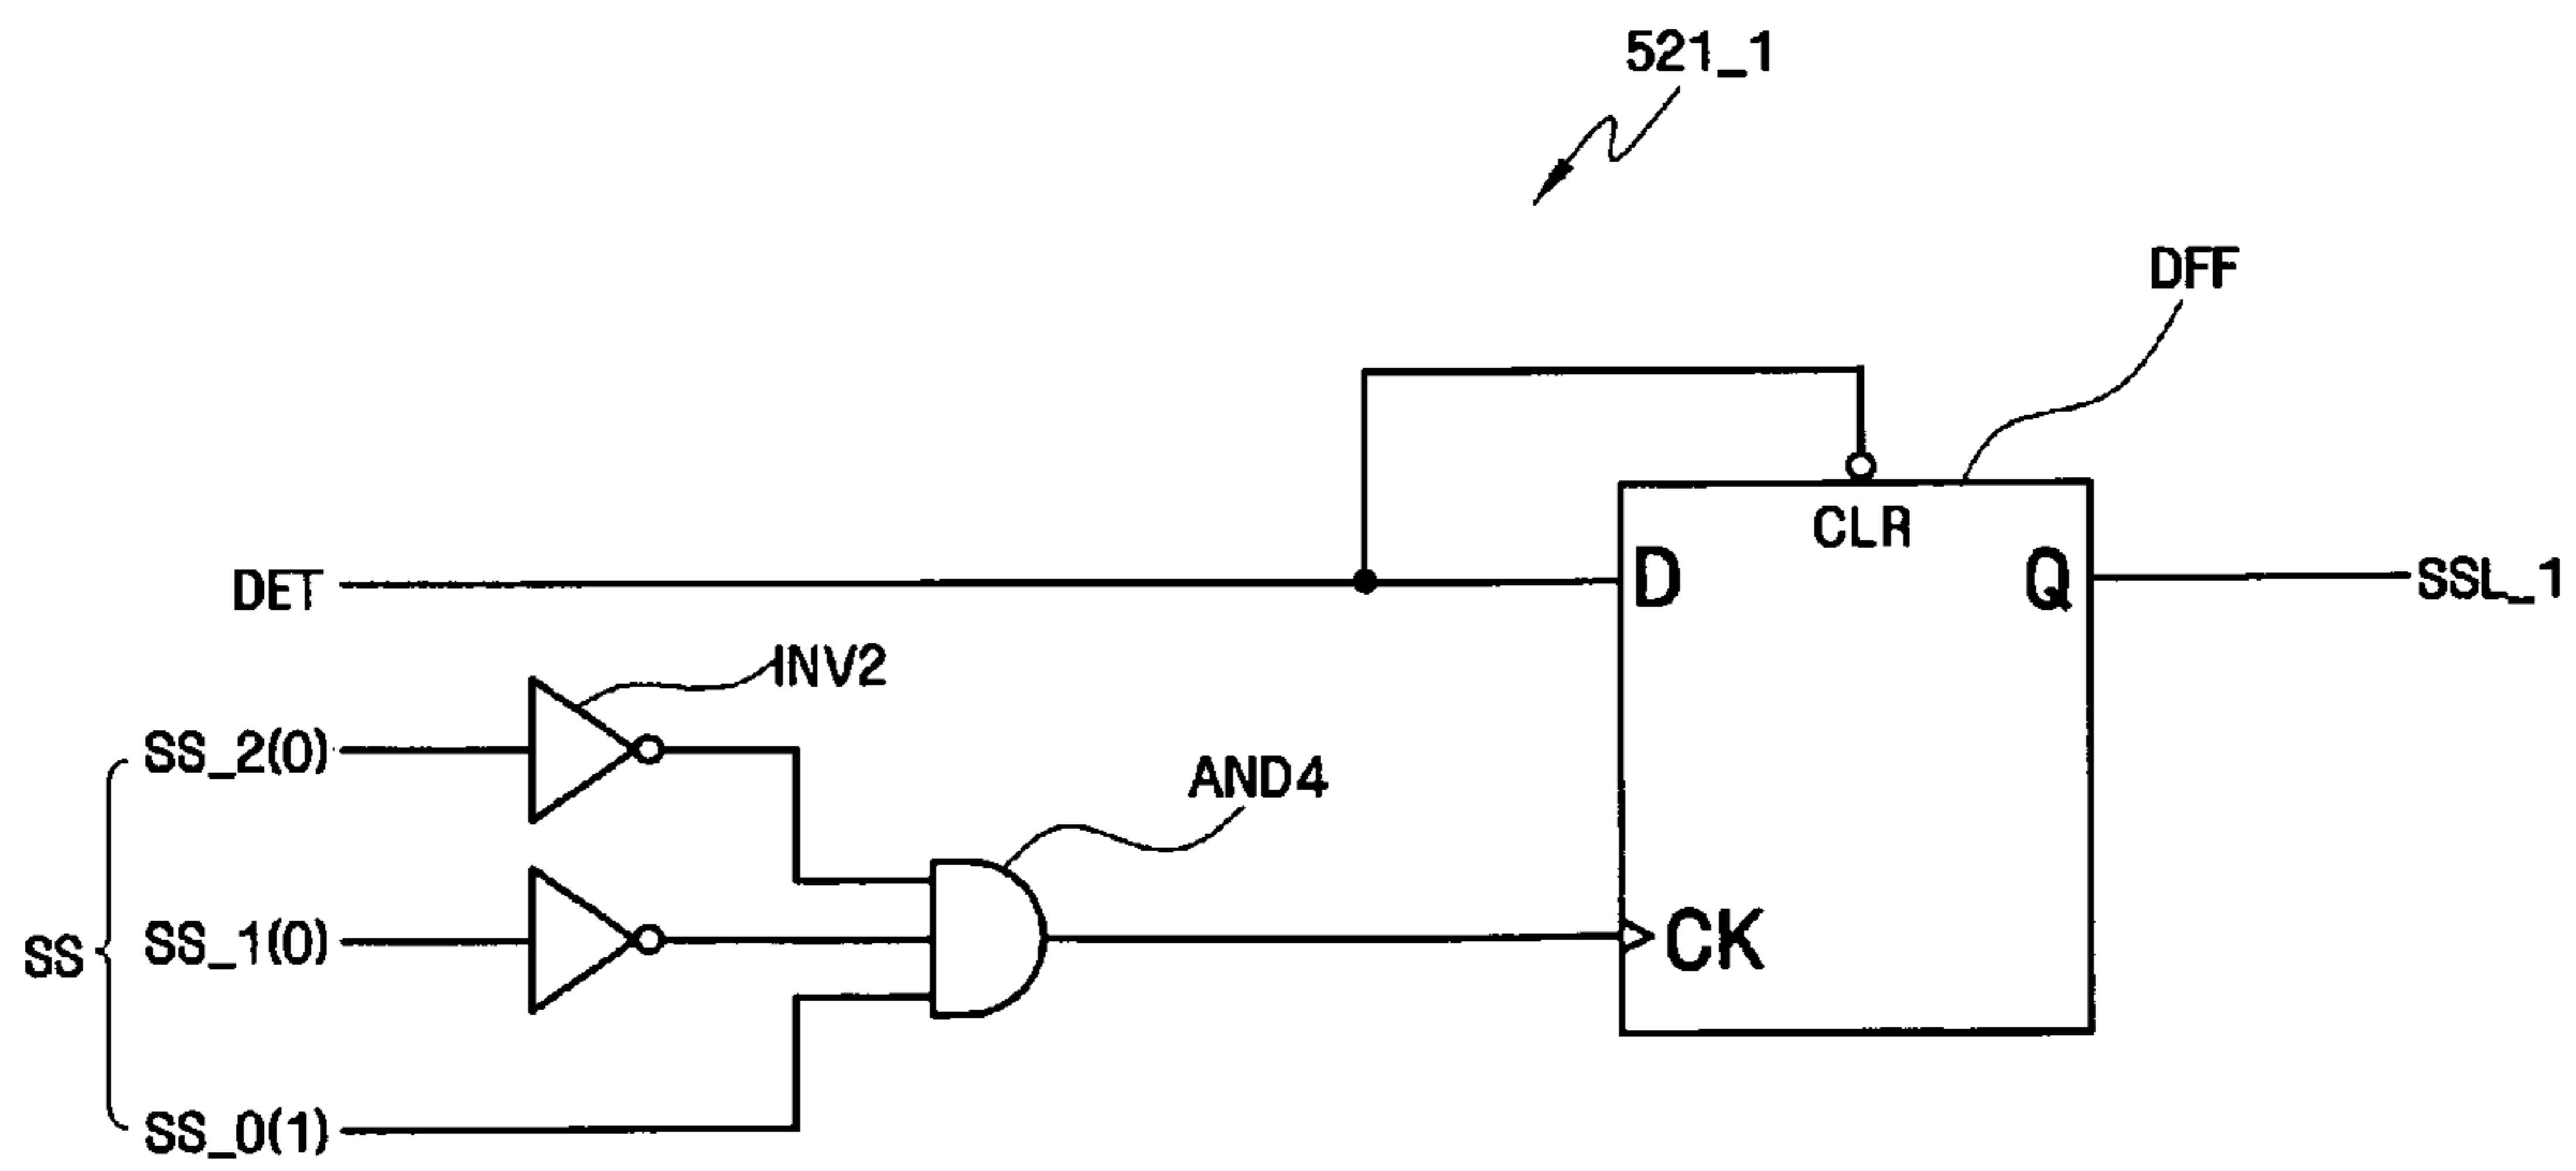 521_1
DFF
CLR
DET
D
Q
SSL_1
INV2
SS_2(0)
AND4
SS
SS_1(0)
CK
SS_0(1)